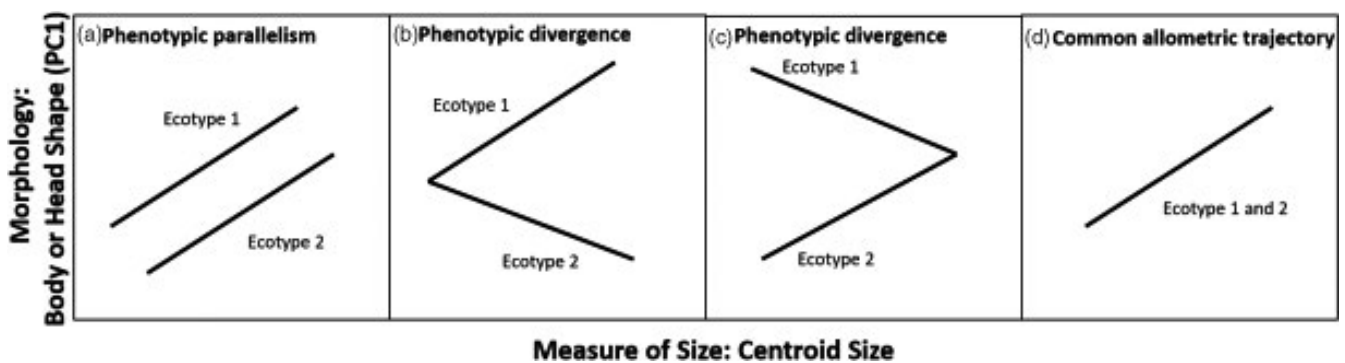 Morphology:
Body or Head Shape (PC1)
(a) Phenotypic parallelism
Ecotype 1
Ecotype 2
(b) Phenotypic divergence
Ecotype 1
Ecotype 2
(c) Phenotypic divergence
Ecotype 1
Ecotype 2
(d) Common allometric trajectory
Ecotype 1 and 2
Measure of Size: Centroid Size